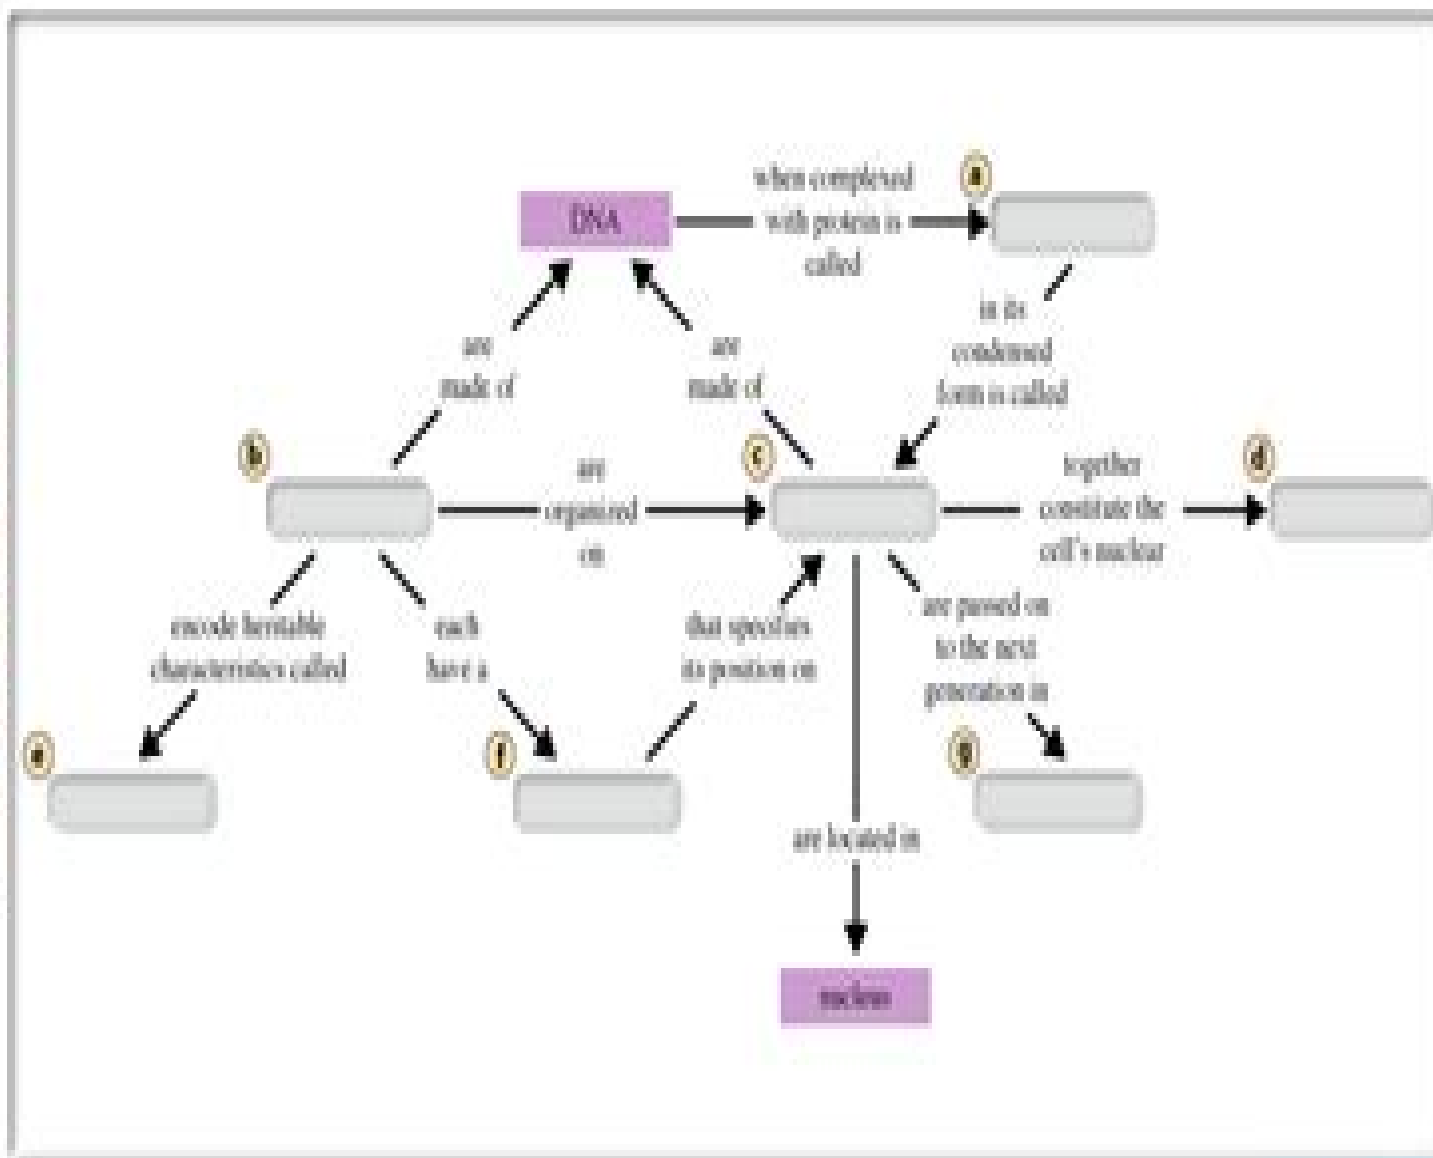 when complexed
a
DNA
with protein is
called
in its
are
are
condensed
made of
made of
form is called
b
are
c
together
d
organized
constitute the
on
cell's nuclear
are passed on
encode heritable
each
that specifies
to the next
characteristics called
have a
its position on
generation in
e
f
g
are located in
nucleus